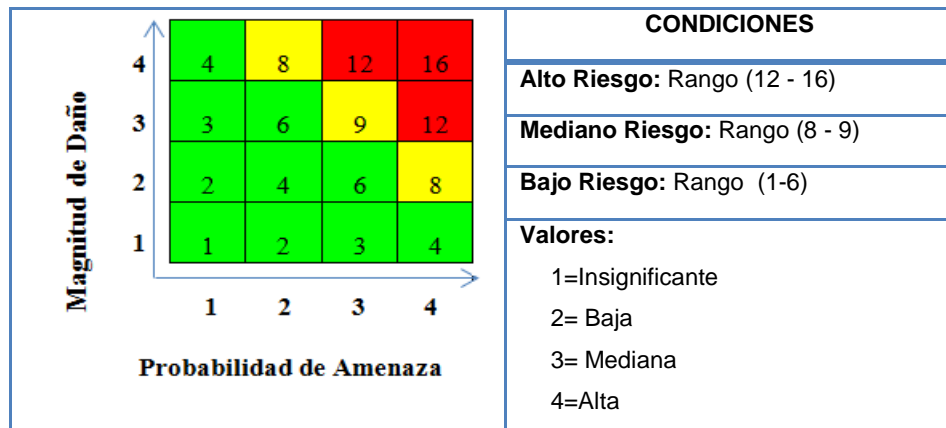 4 4 8 12 16
3 3 6 9 12
2 2 4 6 8
1 1 2 3 4
1 2 3 4
Magnitud de Daño
Probabilidad de Amenaza
CONDICIONES
Alto Riesgo: Rango (12 - 16)
Mediano Riesgo: Rango (8 - 9)
Bajo Riesgo: Rango (1-6)
Valores:
1=Insignificante
2= Baja
3= Mediana
4=Alta